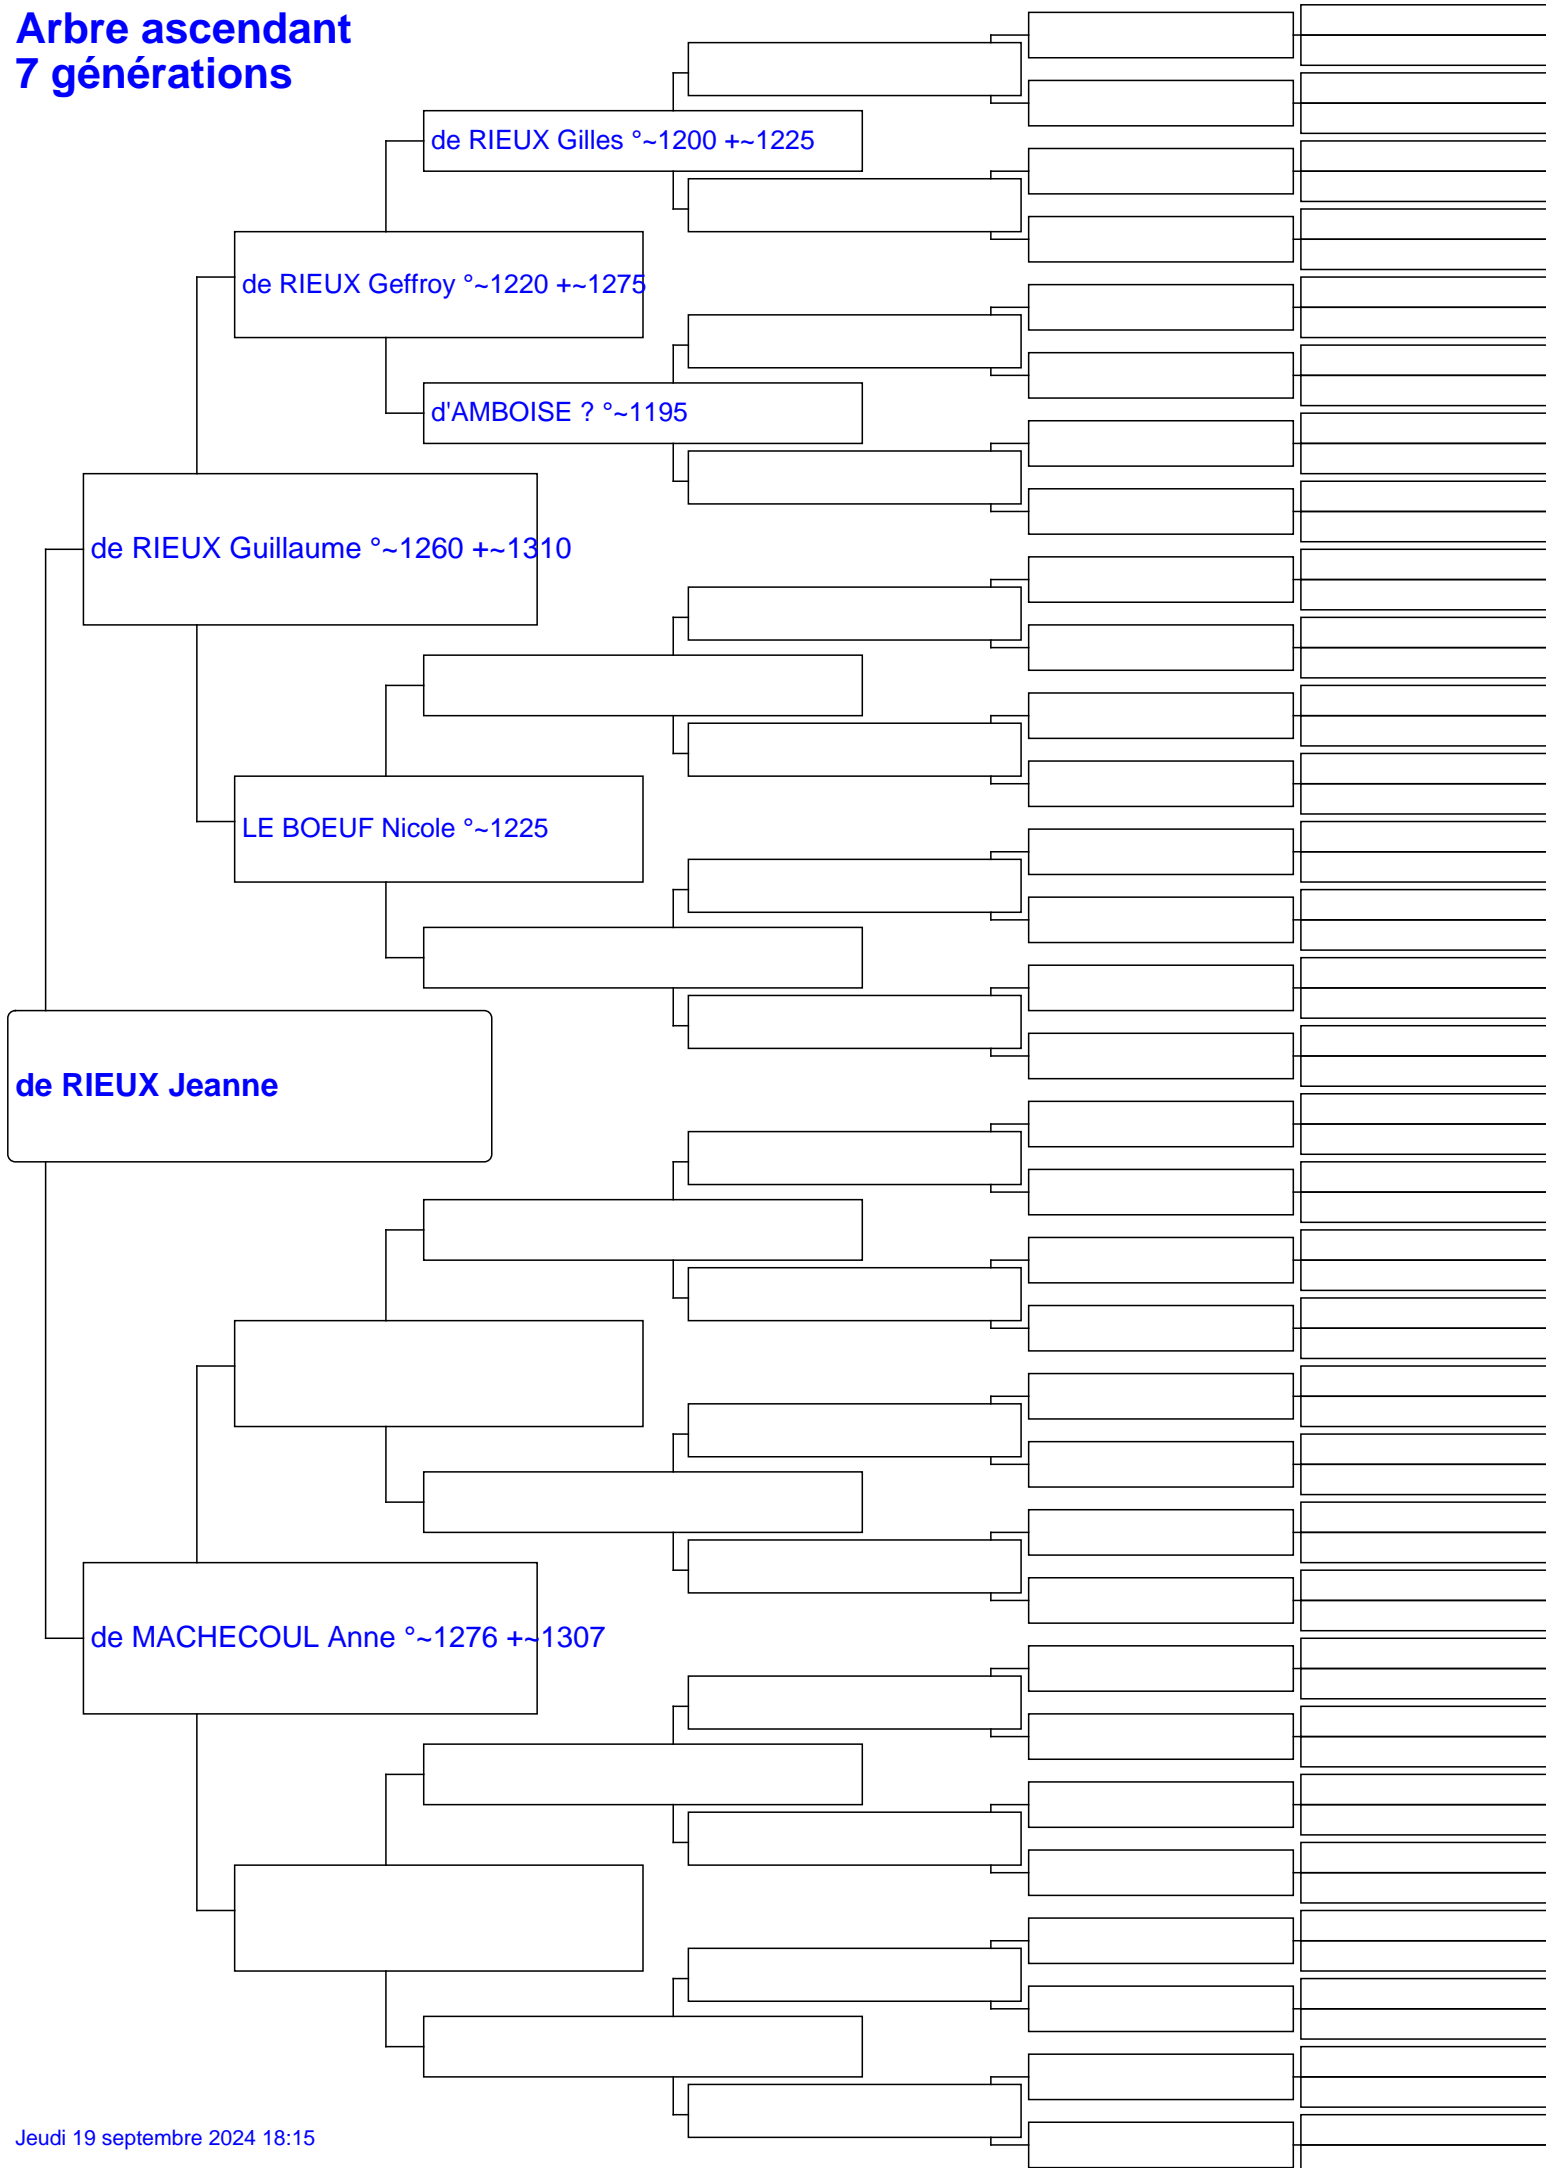 Arbre ascendant
7 générations
de RIEUX Gilles °~1200 +~1225
de RIEUX Geffroy °~1220 +~1275
d'AMBOISE ? °~1195
de RIEUX Guillaume °~1260 +~1310
LE BOEUF Nicole °~1225
de RIEUX Jeanne
de MACHECOUL Anne °~1276 +~1307
Jeudi 19 septembre 2024 18:15